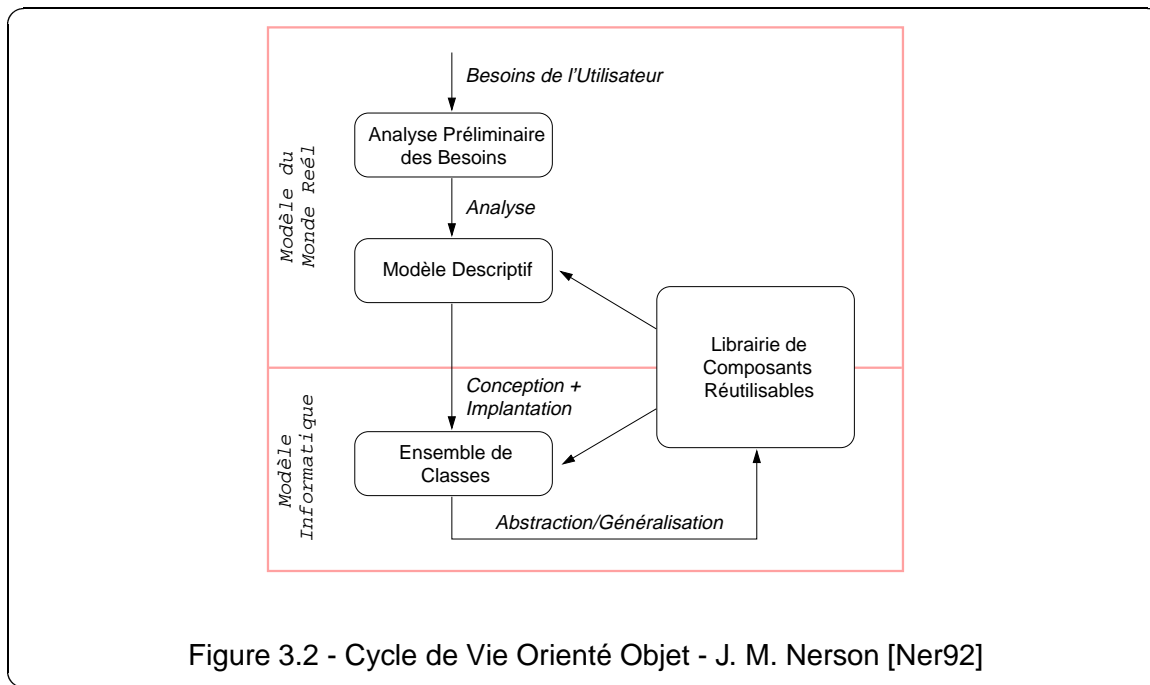 Besoins de l'Utilisateur
Analyse Préliminaire
des Besoins
Modèle du
Monde Reél
Analyse
Modèle Descriptif
Librairie de
Composants
Réutilisables
Conception +
Implantation
Modèle
Informatique
Ensemble de
Classes
Abstraction/Généralisation
Figure 3.2 - Cycle de Vie Orienté Objet - J. M. Nerson [Ner92]